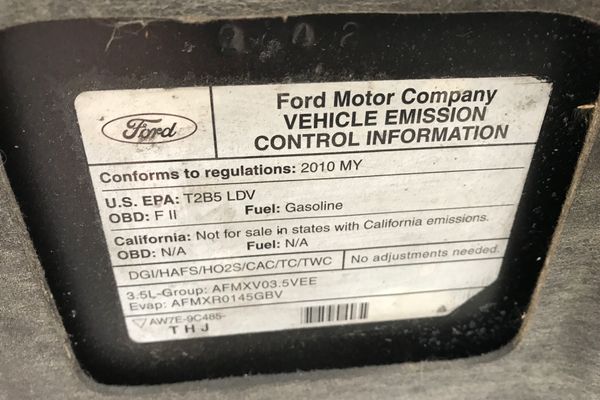 Ford
Ford Motor Company
VEHICLE EMISSION
CONTROL INFORMATION
Conforms to regulations: 2010 MY
U.S. EPA: T2B5 LDV
OBD: F II Fuel: Gasoline
California: Not for sale in states with California emissions.
OBD: N/A Fuel: N/A
DGI/HAFS/HO2S/CAC/TC/TWC No adjustments needed.
3.5L-Group: AFMXV03.5VEE
Evap: AFMXR0145GBV
AW7E-9C485-
T H J